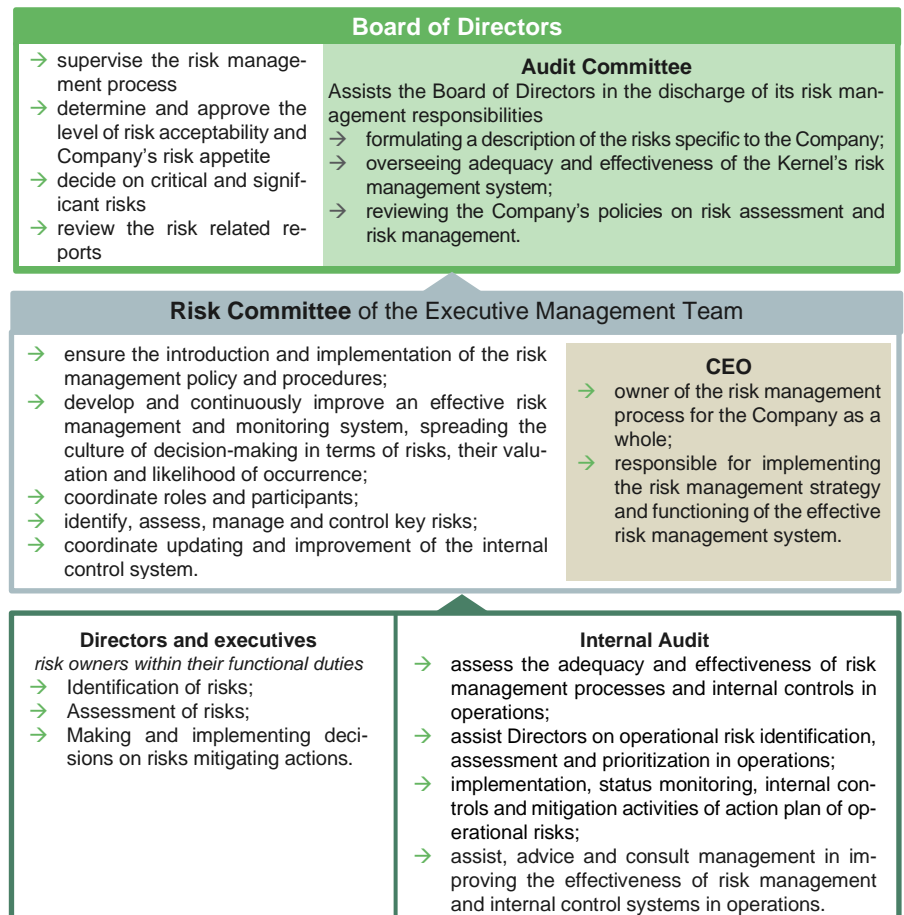 Board of Directors
→ supervise the risk manage-
ment process
→ determine and approve the
level of risk acceptability and
Company's risk appetite
→ decide on critical and signif-
icant risks
→ review the risk related re-
ports
Audit Committee
Assists the Board of Directors in the discharge of its risk man-
agement responsibilities
→ formulating a description of the risks specific to the Company;
→ overseeing adequacy and effectiveness of the Kernel's risk
management system;
→ reviewing the Company's policies on risk assessment and
risk management.
Risk Committee of the Executive Management Team
→ ensure the introduction and implementation of the risk
management policy and procedures;
→ develop and continuously improve an effective risk
management and monitoring system, spreading the
culture of decision-making in terms of risks, their valu-
ation and likelihood of occurrence;
→ coordinate roles and participants;
→ identify, assess, manage and control key risks;
→ coordinate updating and improvement of the internal
control system.
CEO
→ owner of the risk management
process for the Company as a
whole;
→ responsible for implementing
the risk management strategy
and functioning of the effective
risk management system.
Directors and executives
risk owners within their functional duties
→ Identification of risks;
→ Assessment of risks;
→ Making and implementing deci-
sions on risks mitigating actions.
Internal Audit
→ assess the adequacy and effectiveness of risk
management processes and internal controls in
operations;
→ assist Directors on operational risk identification,
assessment and prioritization in operations;
→ implementation, status monitoring, internal con-
trols and mitigation activities of action plan of op-
erational risks;
→ assist, advice and consult management in im-
proving the effectiveness of risk management
and internal control systems in operations.